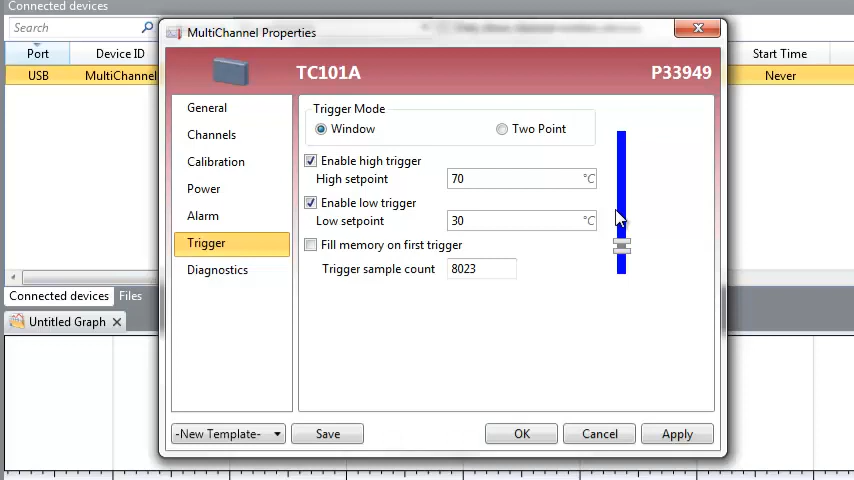 Connected devices
Search
MultiChannel Properties
Port
Device ID
Start Time
USB
MultiChannel
Never
TC101A
P33949
General
Channels
Calibration
Power
Alarm
Trigger
Diagnostics
Trigger Mode
Window
Two Point
Enable high trigger
High setpoint
70
°C
Enable low trigger
Low setpoint
30
°C
Fill memory on first trigger
Trigger sample count
8023
Connected devices
Files
Untitled Graph
-New Template-
Save
OK
Cancel
Apply